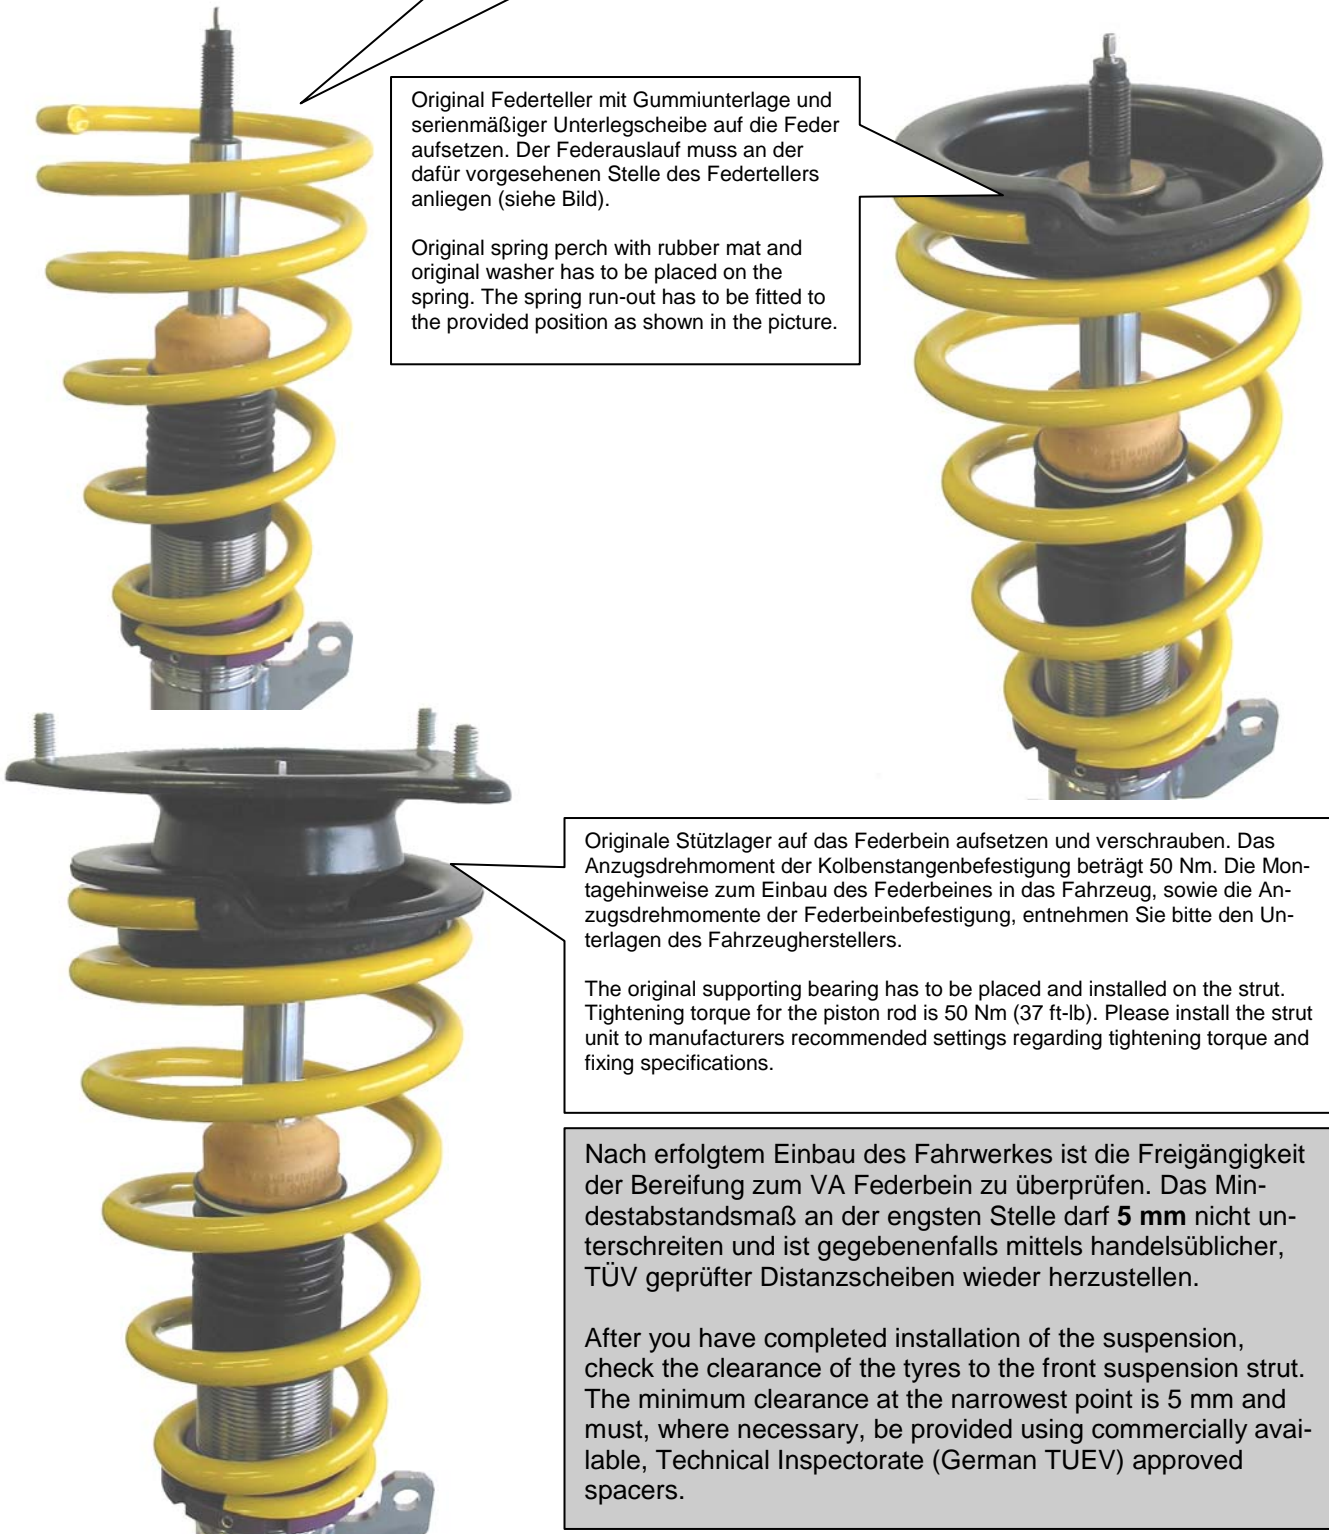 Original Federteller mit Gummiunterlage und
serienmäßiger Unterlegscheibe auf die Feder
aufsetzen. Der Federauslauf muss an der
dafür vorgesehenen Stelle des Federtellers
anliegen (siehe Bild).
Original spring perch with rubber mat and
original washer has to be placed on the
spring. The spring run-out has to be fitted to
the provided position as shown in the picture.
Originale Stützlager auf das Federbein aufsetzen und verschrauben. Das
Anzugsdrehmoment der Kolbenstangenbefestigung beträgt 50 Nm. Die Mon-
tagehinweise zum Einbau des Federbeines in das Fahrzeug, sowie die An-
zugsdrehmomente der Federbeinbefestigung, entnehmen Sie bitte den Un-
terlagen des Fahrzeugherstellers.
The original supporting bearing has to be placed and installed on the strut.
Tightening torque for the piston rod is 50 Nm (37 ft-lb). Please install the strut
unit to manufacturers recommended settings regarding tightening torque and
fixing specifications.
Nach erfolgtem Einbau des Fahrwerkes ist die Freigängigkeit
der Bereifung zum VA Federbein zu überprüfen. Das Min-
destabstandsmaß an der engsten Stelle darf 5 mm nicht un-
terschreiten und ist gegebenenfalls mittels handelsüblicher,
TÜV geprüfter Distanzscheiben wieder herzustellen.
After you have completed installation of the suspension,
check the clearance of the tyres to the front suspension strut.
The minimum clearance at the narrowest point is 5 mm and
must, where necessary, be provided using commercially avai-
lable, Technical Inspectorate (German TUEV) approved
spacers.